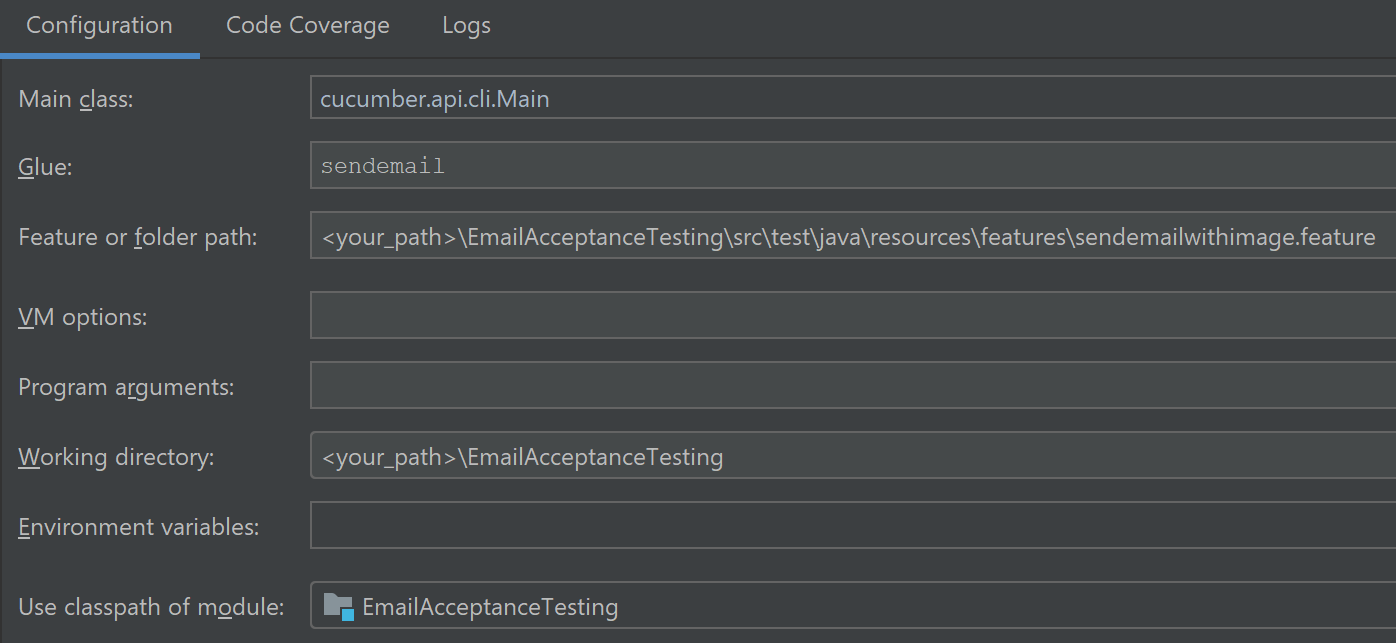 Configuration Code Coverage Logs
Main class: cucumber.api.cli.Main
Glue: sendemail
Feature or folder path: <your_path>\EmailAcceptanceTesting\src\test\java\resources\features\sendemailwithimage.feature
VM options:
Program arguments:
Working directory: <your_path>\EmailAcceptanceTesting
Environment variables:
Use classpath of module: EmailAcceptanceTesting